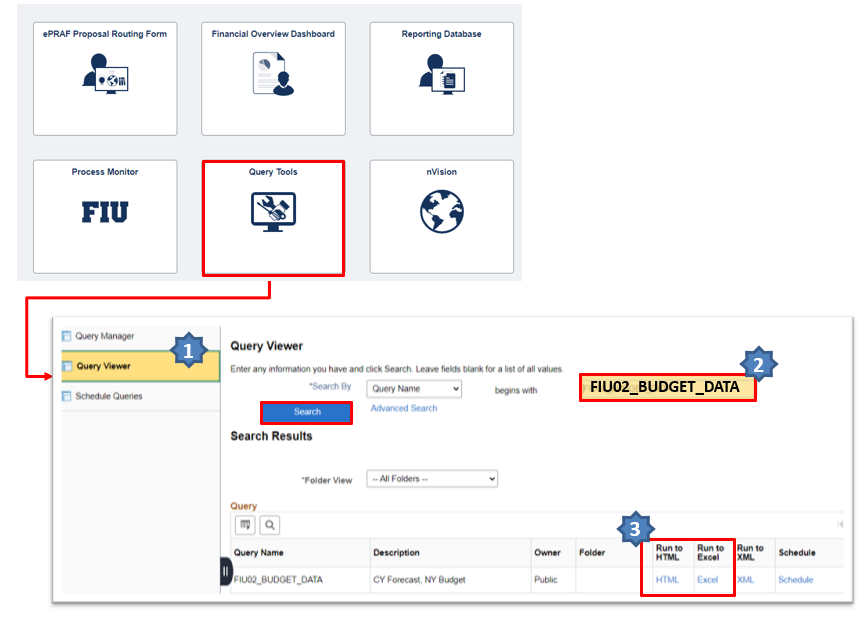 ePRAF Proposal Routing Form
Financial Overview Dashboard
Reporting Database
Process Monitor
Query Tools
nVision
FIU
Query Manager
1
Query Viewer
Schedule Queries
Query Viewer
Enter any information you have and click Search. Leave fields blank for a list of all values.
*Search By
Query Name
begins with
FIU02_BUDGET_DATA
2
Search
Advanced Search
Search Results
*Folder View
-- All Folders --
Query
3
Query Name
Description
Owner
Folder
Run to HTML
Run to Excel
Run to XML
Schedule
FIU02_BUDGET_DATA
CY Forecast, NY Budget
Public
HTML
Excel
XML
Schedule